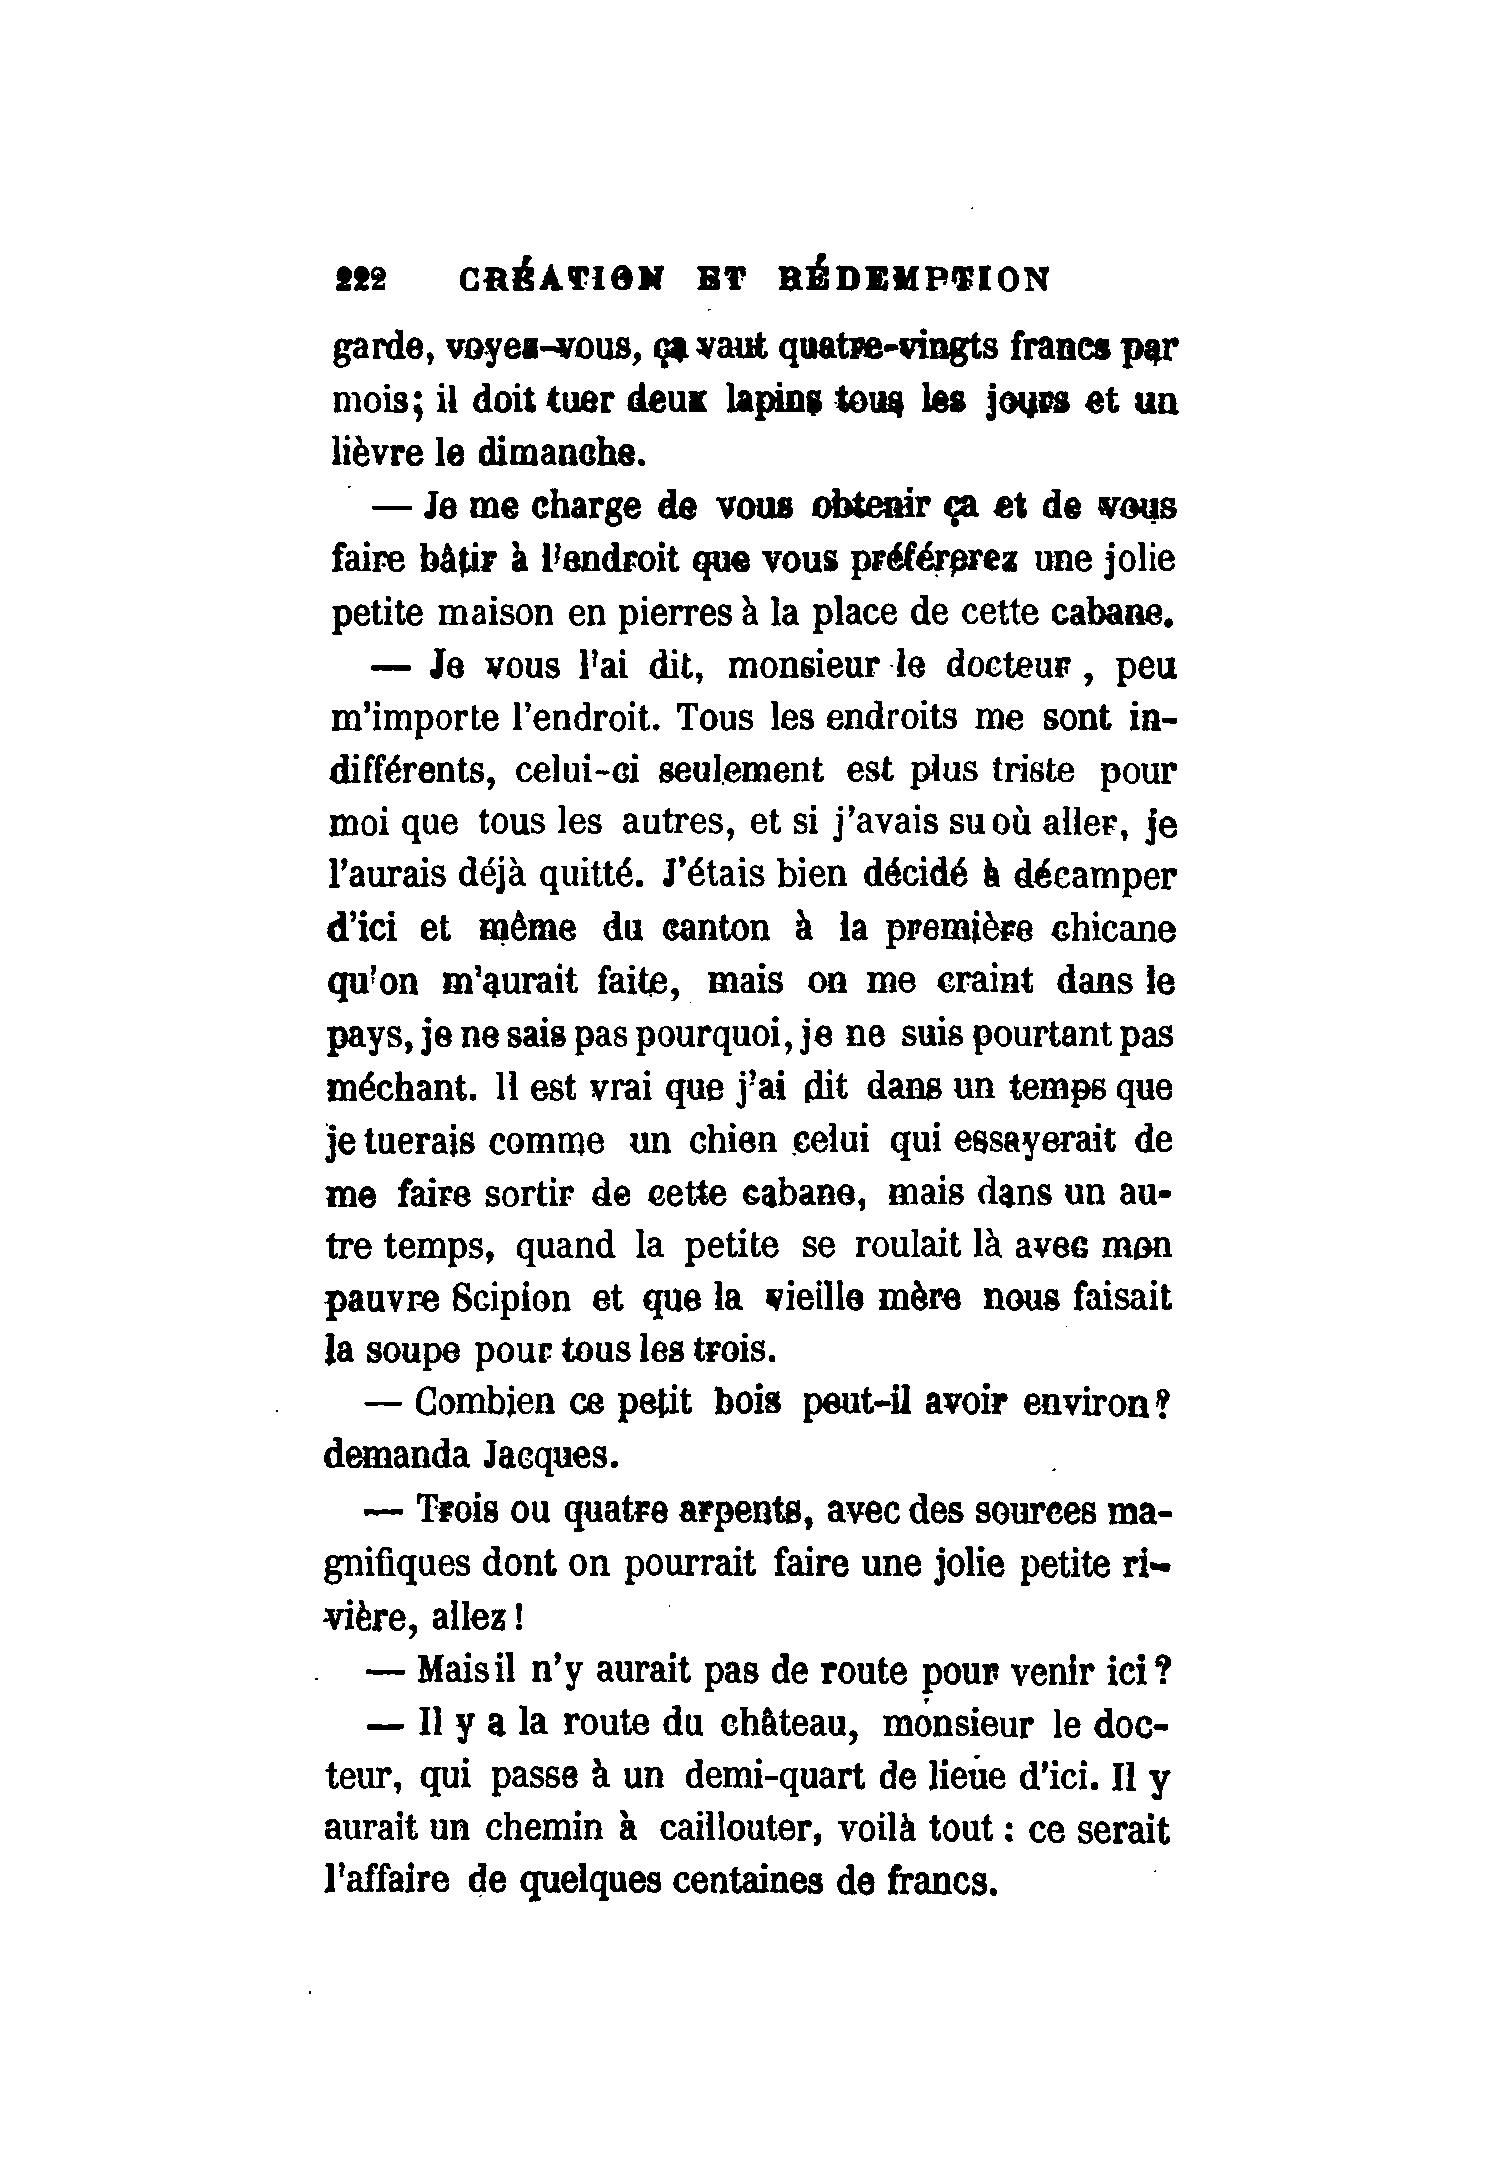 222 CRÉATION ET RÉDEMPTION
garde, voyez-vous, ça vaut quatre-vingts francs par
mois; il doit tuer deux lapins tous les jours et un
lièvre le dimanche.
— Je me charge de vous obtenir ça et de vous
faire bâtir à l'endroit que vous préférerez une jolie
petite maison en pierres à la place de cette cabane.
— Je vous l'ai dit, monsieur le docteur, peu
m'importe l'endroit. Tous les endroits me sont in-
différents, celui-ci seulement est plus triste pour
moi que tous les autres, et si j'avais su où aller, je
l'aurais déjà quitté. J'étais bien décidé à décamper
d'ici et même du canton à la première chicane
qu'on m'aurait faite, mais on me craint dans le
pays, je ne sais pas pourquoi, je ne suis pourtant pas
méchant. Il est vrai que j'ai dit dans un temps que
je tuerais comme un chien celui qui essayerait de
me faire sortir de cette cabane, mais dans un au-
tre temps, quand la petite se roulait là avec mon
pauvre Scipion et que la vieille mère nous faisait
la soupe pour tous les trois.
— Combien ce petit bois peut-il avoir environ?
demanda Jacques.
— Trois ou quatre arpents, avec des sources ma-
gnifiques dont on pourrait faire une jolie petite ri-
vière, allez!
— Mais il n'y aurait pas de route pour venir ici?
— Il y a la route du château, monsieur le doc-
teur, qui passe à un demi-quart de lieue d'ici. Il y
aurait un chemin à caillouter, voilà tout : ce serait
l'affaire de quelques centaines de francs.